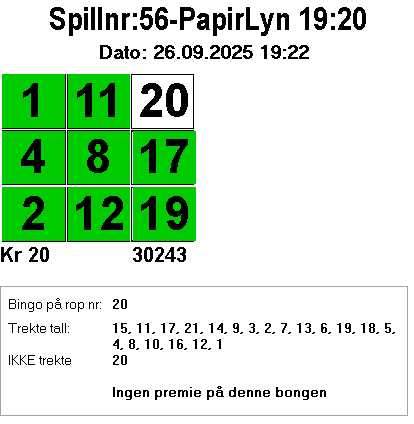 Spillnr:56-PapirLyn 19:20
Dato: 26.09.2025 19:22
1 11 20
4 8 17
2 12 19
Kr 20 30243
Bingo på rop nr: 20
Trekte tall: 15, 11, 17, 21, 14, 9, 3, 2, 7, 13, 6, 19, 18, 5,
4, 8, 10, 16, 12, 1
IKKE trekte 20
Ingen premie på denne bongen